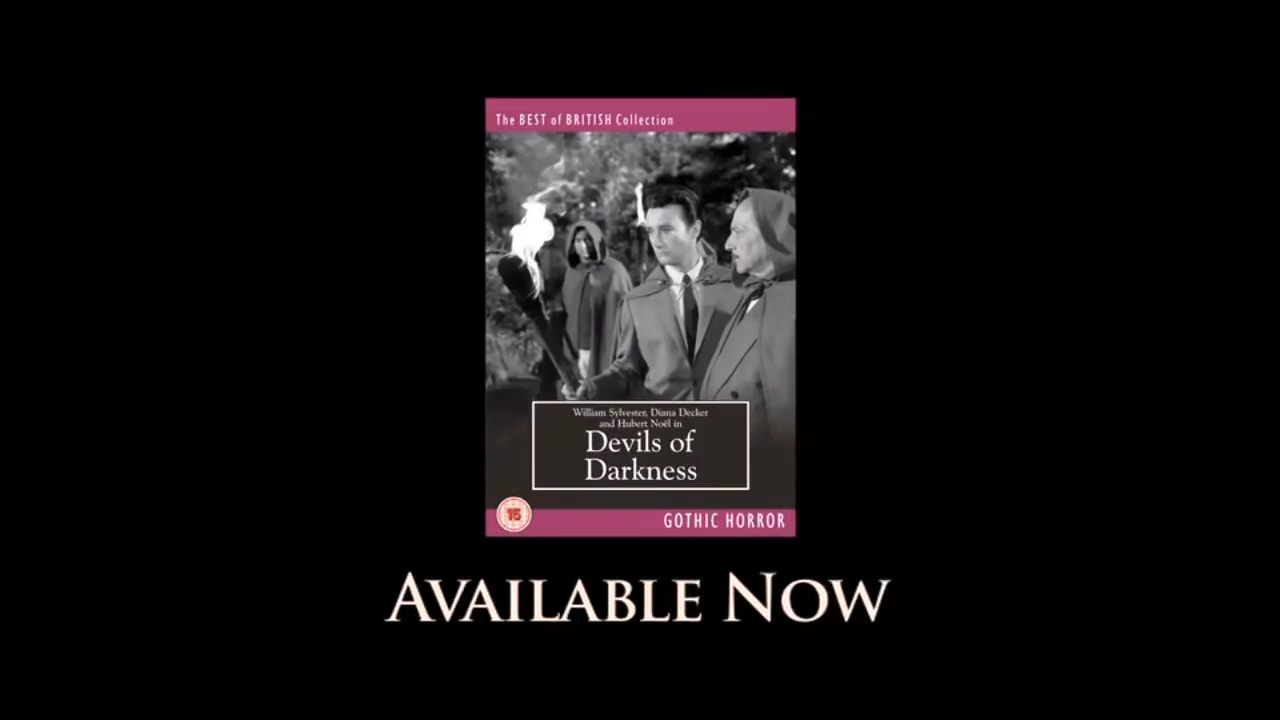 The BEST of BRITISH Collection
William Sylvester, Diana Decker
and Hubert Noël in
Devils of
Darkness
15
GOTHIC HORROR
AVAILABLE NOW